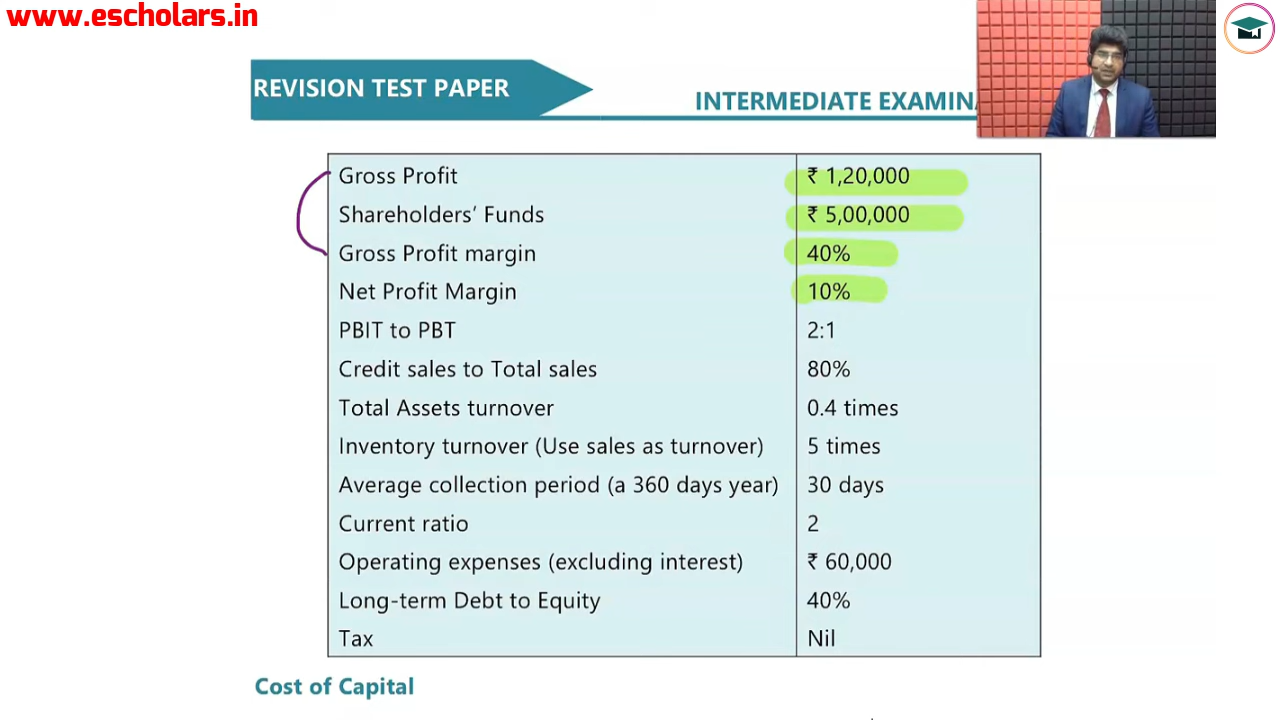 www.escholars.in
REVISION TEST PAPER
INTERMEDIATE EXAMINA
Gross Profit ₹ 1,20,000
Shareholders’ Funds ₹ 5,00,000
Gross Profit margin 40%
Net Profit Margin 10%
PBIT to PBT 2:1
Credit sales to Total sales 80%
Total Assets turnover 0.4 times
Inventory turnover (Use sales as turnover) 5 times
Average collection period (a 360 days year) 30 days
Current ratio 2
Operating expenses (excluding interest) ₹ 60,000
Long-term Debt to Equity 40%
Tax Nil
Cost of Capital